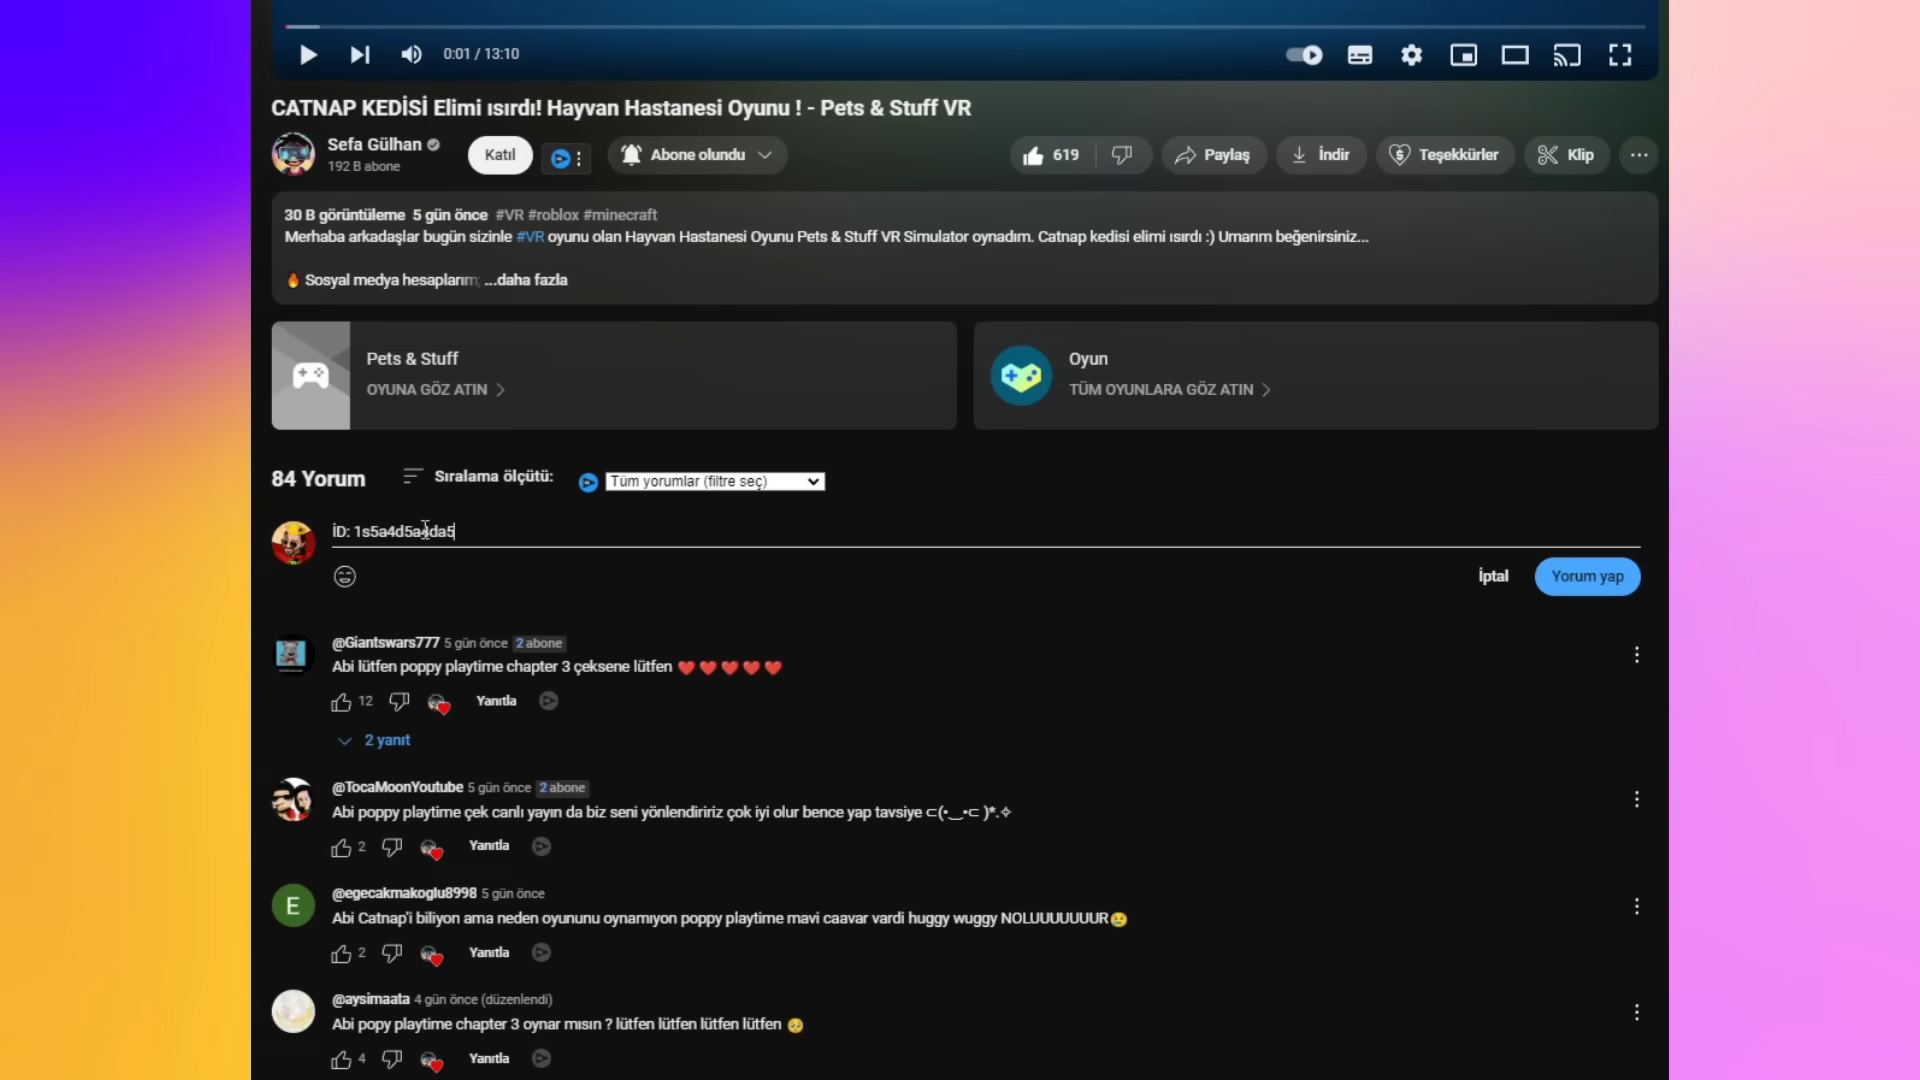 0:01 / 13:10
CATNAP KEDİSİ Elimi ısırdı! Hayvan Hastanesi Oyunu ! - Pets & Stuff VR
Sefa Gülhan
192 B abone
Katıl
Abone olundu
619
Paylaş
İndir
Teşekkürler
Klip
30 B görüntüleme 5 gün önce #VR #roblox #minecraft
Merhaba arkadaşlar bugün sizinle #VR oyunu olan Hayvan Hastanesi Oyunu Pets & Stuff VR Simulator oynadım. Catnap kedisi elimi ısırdı :) Umarım beğenirsiniz...
🔥 Sosyal medya hesaplarım; ...daha fazla
Pets & Stuff
OYUNA GÖZ ATIN
Oyun
TÜM OYUNLARA GÖZ ATIN
84 Yorum
Sıralama ölçütü:
Tüm yorumlar (filtre seç)
İD:
İptal
Yorum yap
@Giantswars777 5 gün önce 2 abone
Abi lütfen poppy playtime chapter 3 çeksene lütfen ❤️❤️❤️❤️❤️
12
Yanıtla
2 yanıt
@TocaMoonYoutube 5 gün önce 2 abone
Abi poppy playtime çek canlı yayın da biz seni yönlendiririz çok iyi olur bence yap tavsiye ⊂(•‿•⊂ )*.✧
2
Yanıtla
E
@egecakmakoglu8998 5 gün önce
Abi Catnap'i biliyon ama neden oyununu oynamıyon poppy playtime mavi caavar vardi huggy wuggy NOLUUUUUUUR😢
2
Yanıtla
@aysimaata 4 gün önce (düzenlendi)
Abi popy playtime chapter 3 oynar mısın ? lütfen lütfen lütfen lütfen 🥺
4
Yanıtla